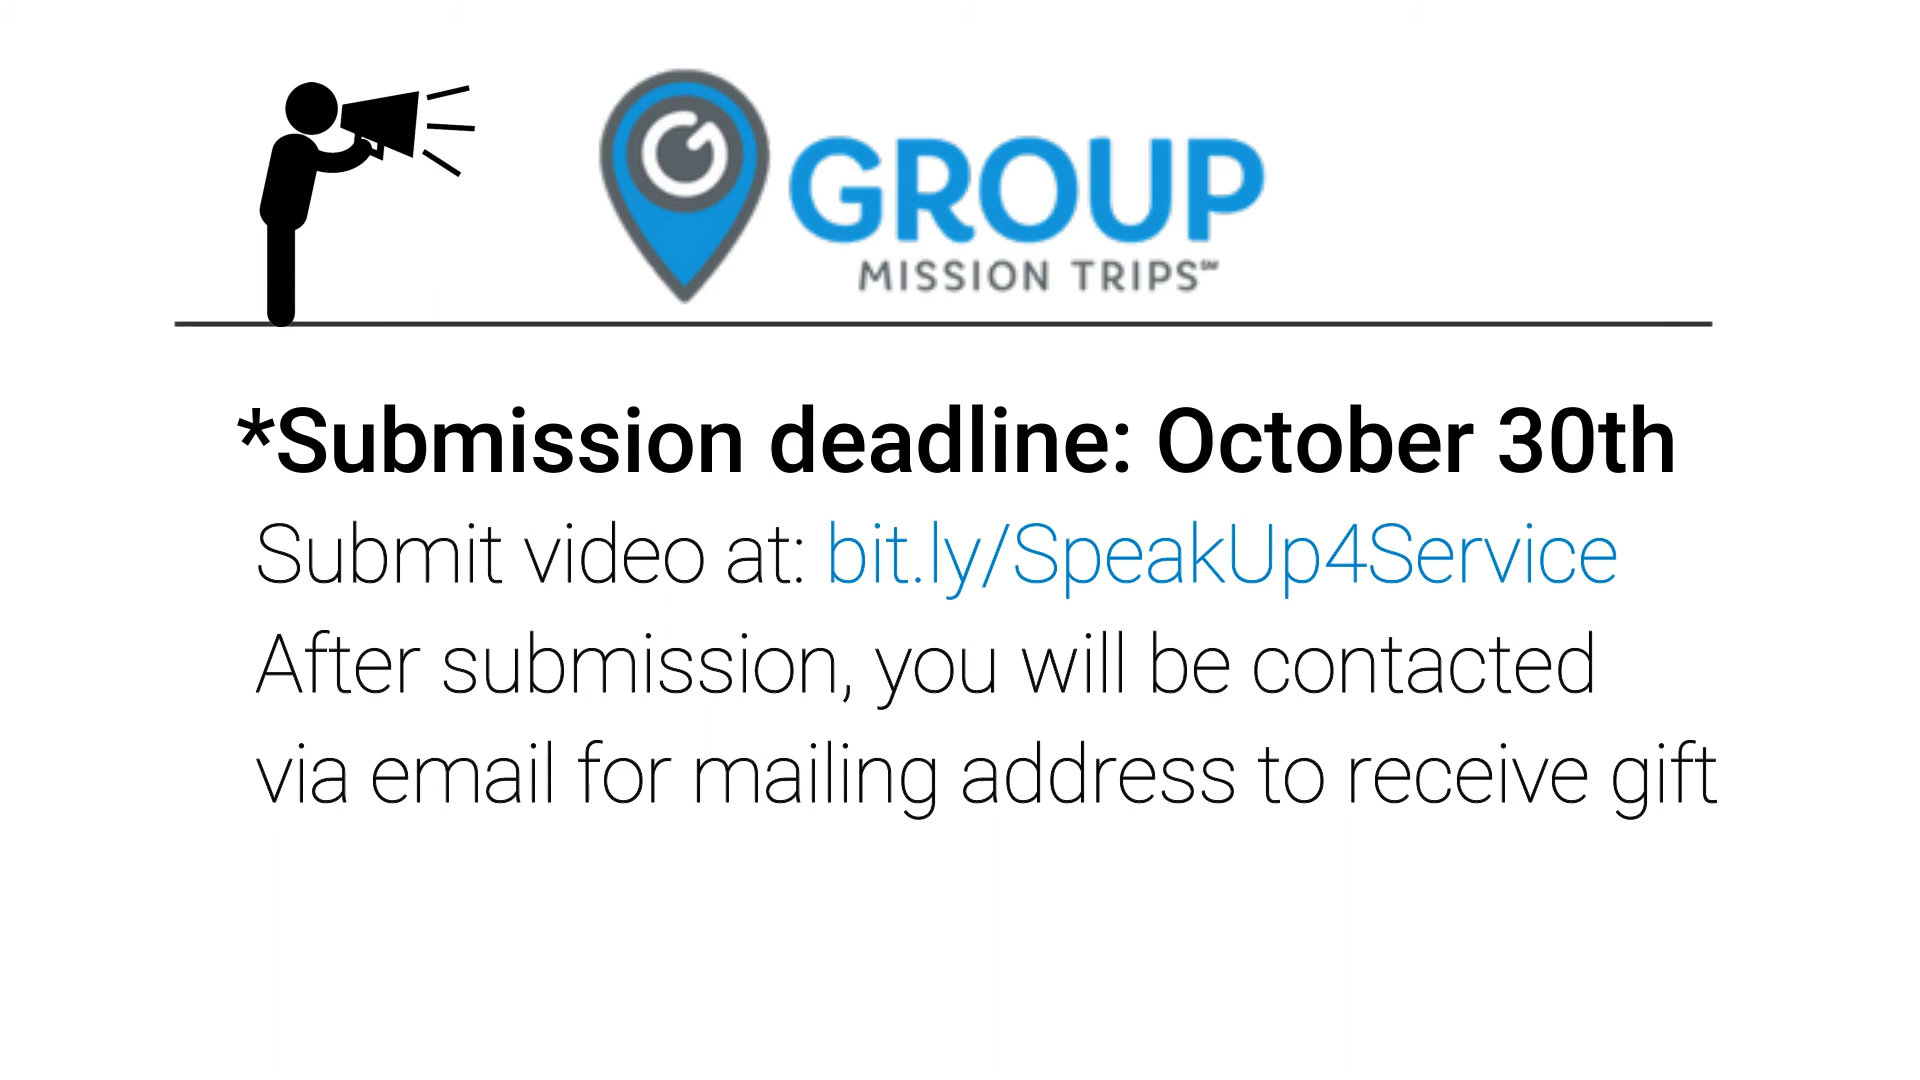 GROUP
MISSION TRIPS℠
*Submission deadline: October 30th
Submit video at: bit.ly/SpeakUp4Service
After submission, you will be contacted
via email for mailing address to receive gift